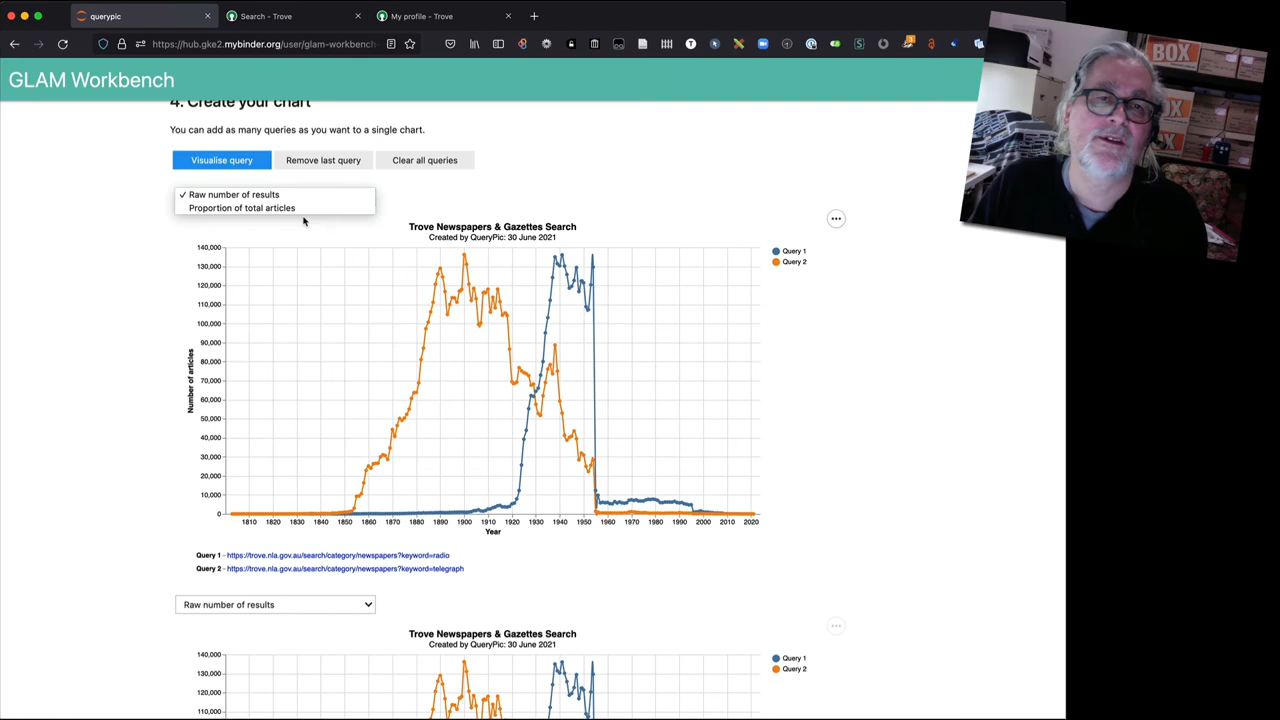 querypic
Search - Trove
My profile - Trove
https://hub.gke2.mybinder.org/user/glam-workbench
GLAM Workbench
4. Create your chart
You can add as many queries as you want to a single chart.
Visualise query
Remove last query
Clear all queries
✓ Raw number of results
Proportion of total articles
Trove Newspapers & Gazettes Search
Created by QueryPic: 30 June 2021
Query 1
Query 2
Number of articles
140,000
130,000
120,000
110,000
100,000
90,000
80,000
70,000
60,000
50,000
40,000
30,000
20,000
10,000
0
1810 1820 1830 1840 1850 1860 1870 1880 1890 1900 1910 1920 1930 1940 1950 1960 1970 1980 1990 2000 2010 2020
Year
Query 1 - https://trove.nla.gov.au/search/category/newspapers?keyword=radio
Query 2 - https://trove.nla.gov.au/search/category/newspapers?keyword=telegraph
Raw number of results
Trove Newspapers & Gazettes Search
Created by QueryPic: 30 June 2021
Query 1
Query 2
140,000
130,000
120,000
110,000
BOX
BOX